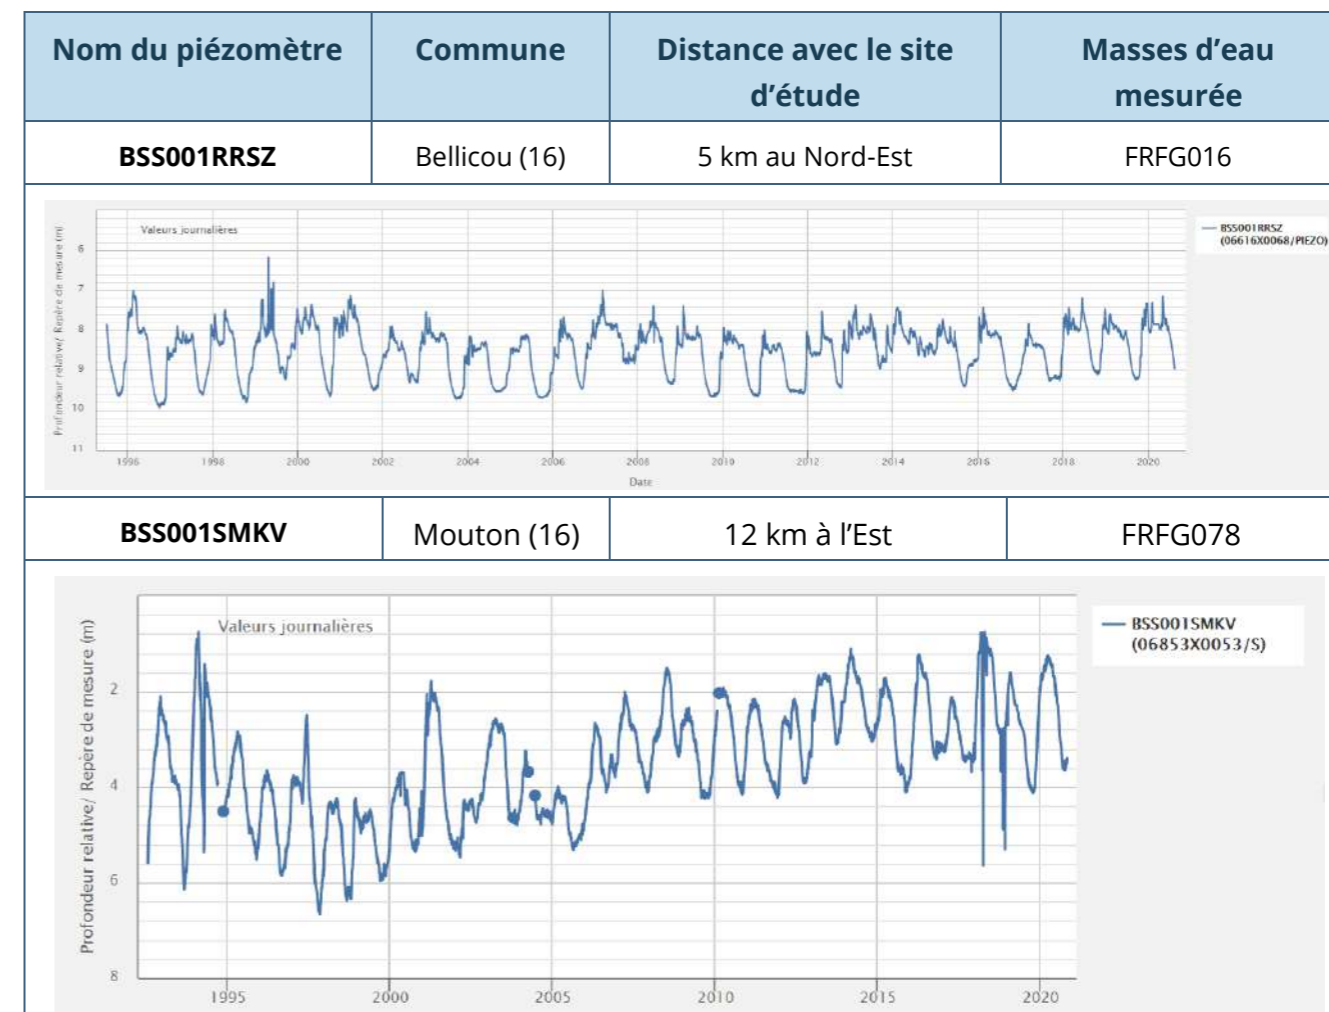 Nom du piézomètre Commune Distance avec le site d’étude Masses d’eau mesurée
BSS001RRSZ Bellicou (16) 5 km au Nord-Est FRFG016
Valeurs journalières
Profondeur relative/ Repère de mesure (m)
6
7
8
9
10
11
1996 1998 2000 2002 2004 2006 2008 2010 2012 2014 2016 2018 2020
Date
BSS001RRSZ
(06616X0068/PIEZO)
BSS001SMKV Mouton (16) 12 km à l’Est FRFG078
Valeurs journalières
Profondeur relative/ Repère de mesure (m)
2
4
6
8
1995 2000 2005 2010 2015 2020
BSS001SMKV
(06853X0053/S)